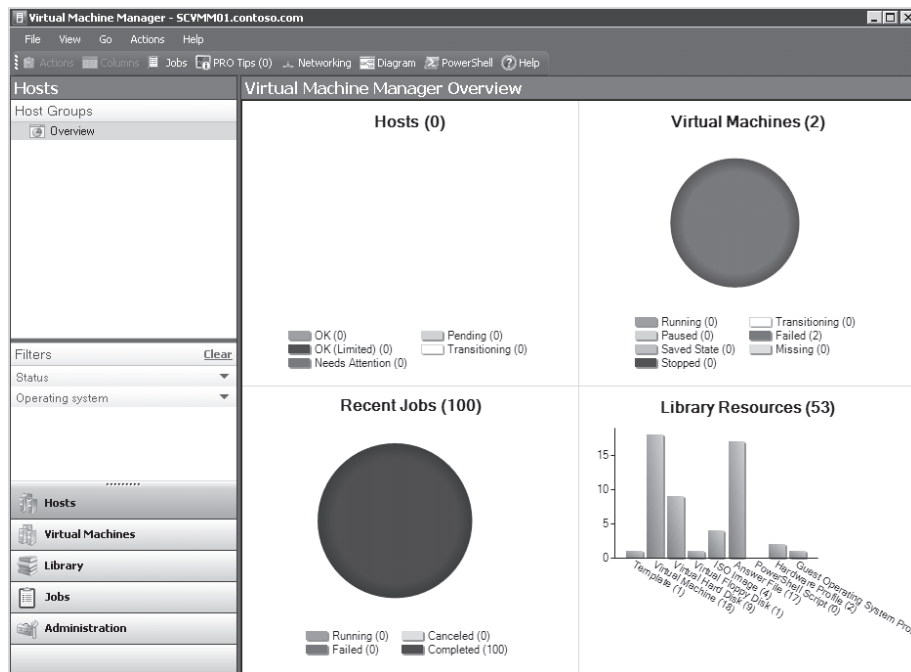 Virtual Machine Manager - SCVMM01.contoso.com
File View Go Actions Help
Actions Columns Jobs PRO Tips (0) Networking Diagram PowerShell Help
Hosts
Host Groups
Overview
Filters Clear
Status
Operating system
Hosts
Virtual Machines
Library
Jobs
Administration
Virtual Machine Manager Overview
Hosts (0)
OK (0)
OK (Limited) (0)
Needs Attention (0)
Pending (0)
Transitioning (0)
Virtual Machines (2)
Running (0)
Paused (0)
Saved State (0)
Stopped (0)
Transitioning (0)
Failed (2)
Missing (0)
Recent Jobs (100)
Running (0)
Failed (0)
Canceled (0)
Completed (100)
Library Resources (53)
15
10
5
0
Template (1)
Virtual Machine (18)
Virtual Hard Disk (9)
Virtual Floppy Disk (1)
ISO Image (4)
Answer File (17)
PowerShell Script (0)
Hardware Profile (2)
Guest Operating System Pro